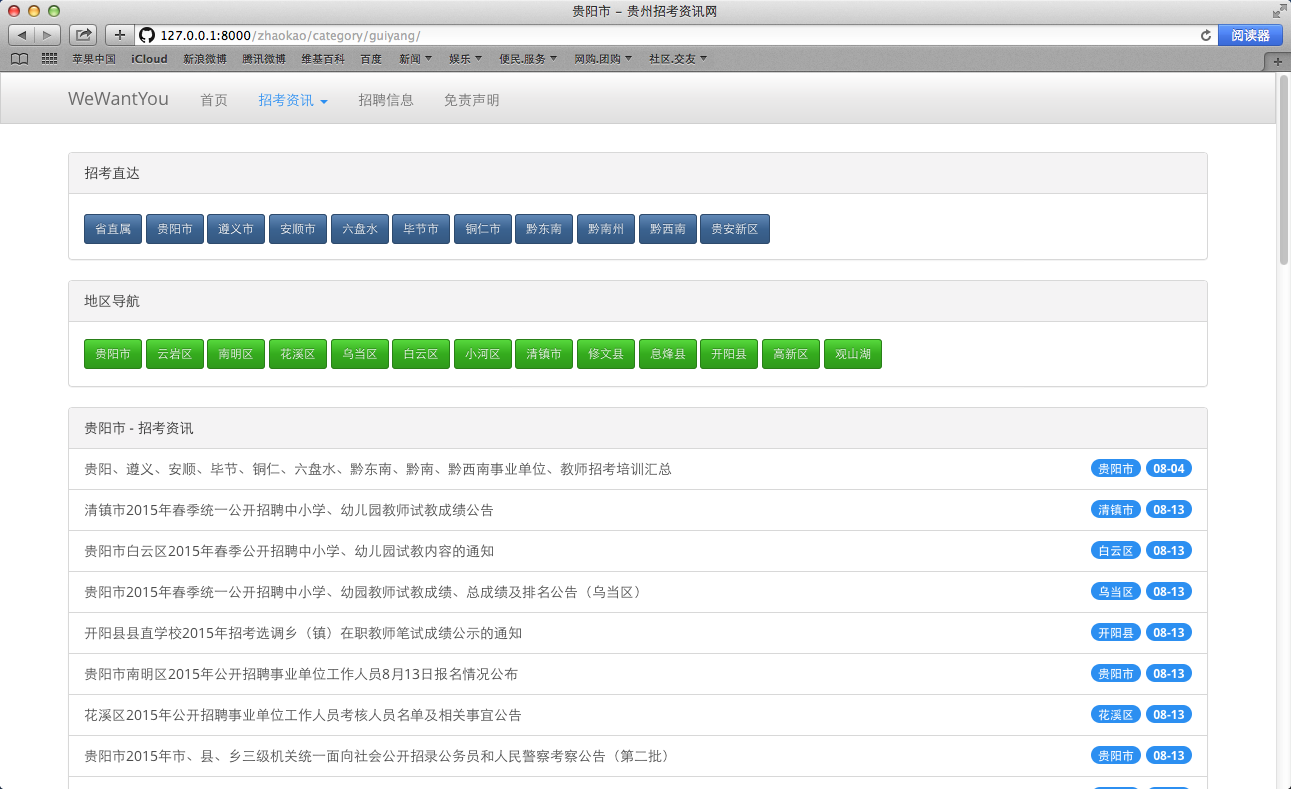 贵阳市 – 贵州招考资讯网
127.0.0.1:8000/zhaokao/category/guiyang/
阅读器
苹果中国 iCloud 新浪微博 腾讯微博 维基百科 百度 新闻 娱乐 便民.服务 网购.团购 社区.交友
WeWantYou 首页 招考资讯 招聘信息 免责声明
招考直达
省直属 贵阳市 遵义市 安顺市 六盘水 毕节市 铜仁市 黔东南 黔南州 黔西南 贵安新区
地区导航
贵阳市 云岩区 南明区 花溪区 乌当区 白云区 小河区 清镇市 修文县 息烽县 开阳县 高新区 观山湖
贵阳市 - 招考资讯
贵阳、遵义、安顺、毕节、铜仁、六盘水、黔东南、黔南、黔西南事业单位、教师招考培训汇总 贵阳市 08-04
清镇市2015年春季统一公开招聘中小学、幼儿园教师试教成绩公告 清镇市 08-13
贵阳市白云区2015年春季公开招聘中小学、幼儿园试教内容的通知 白云区 08-13
贵阳市2015年春季统一公开招聘中小学、幼园教师试教成绩、总成绩及排名公告（乌当区） 乌当区 08-13
开阳县县直学校2015年招考选调乡（镇）在职教师笔试成绩公示的通知 开阳县 08-13
贵阳市南明区2015年公开招聘事业单位工作人员8月13日报名情况公布 贵阳市 08-13
花溪区2015年公开招聘事业单位工作人员考核人员名单及相关事宜公告 花溪区 08-13
贵阳市2015年市、县、乡三级机关统一面向社会公开招录公务员和人民警察考察公告（第二批） 贵阳市 08-13